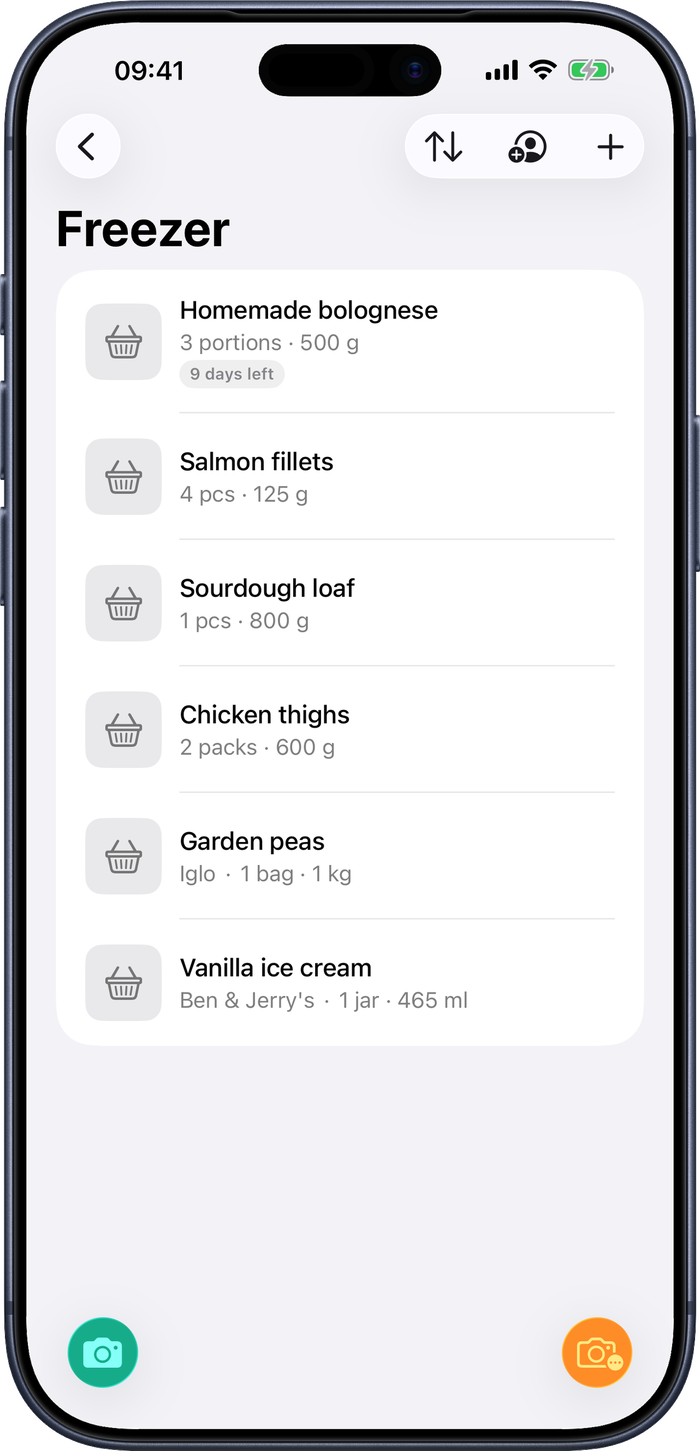 09:41
Freezer
Homemade bolognese
3 portions · 500 g
9 days left
Salmon fillets
4 pcs · 125 g
Sourdough loaf
1 pcs · 800 g
Chicken thighs
2 packs · 600 g
Garden peas
Iglo · 1 bag · 1 kg
Vanilla ice cream
Ben & Jerry's · 1 jar · 465 ml